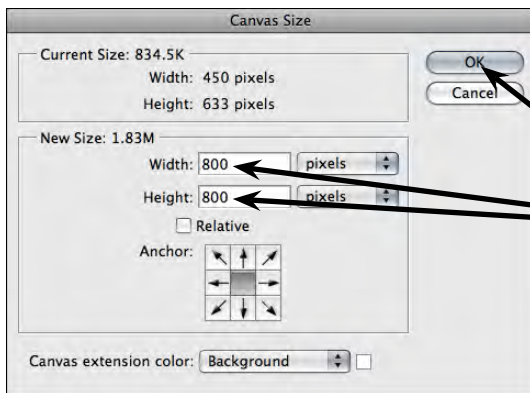 Canvas Size
Current Size: 834.5K
Width: 450 pixels
Height: 633 pixels
OK
Cancel
New Size: 1.83M
Width: 800 pixels
Height: 800 pixels
Relative
Anchor:
Canvas extension color: Background